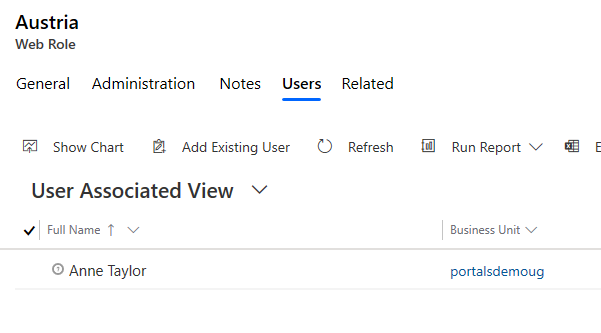 Austria
Web Role
General Administration Notes Users Related
Show Chart Add Existing User Refresh Run Report E
User Associated View
Full Name ↑ Business Unit
Anne Taylor portalsdemoug